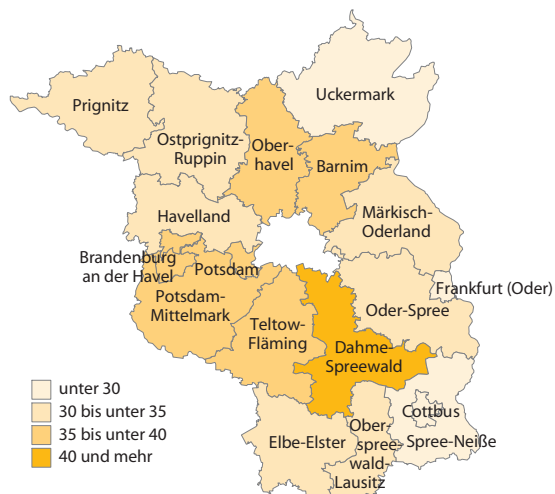 Uckermark
Prignitz
Ostprignitz-
Ruppin
Ober-
havel
Barnim
Havelland
Märkisch-
Oderland
Brandenburg
an der Havel
Potsdam
Frankfurt (Oder)
Potsdam-
Mittelmark
Oder-Spree
Teltow-
Fläming
Dahme-
Spreewald
unter 30
30 bis unter 35
35 bis unter 40
40 und mehr
Cottbus
Elbe-Elster
Ober-
spree-
wald-
Lausitz
Spree-Neiße